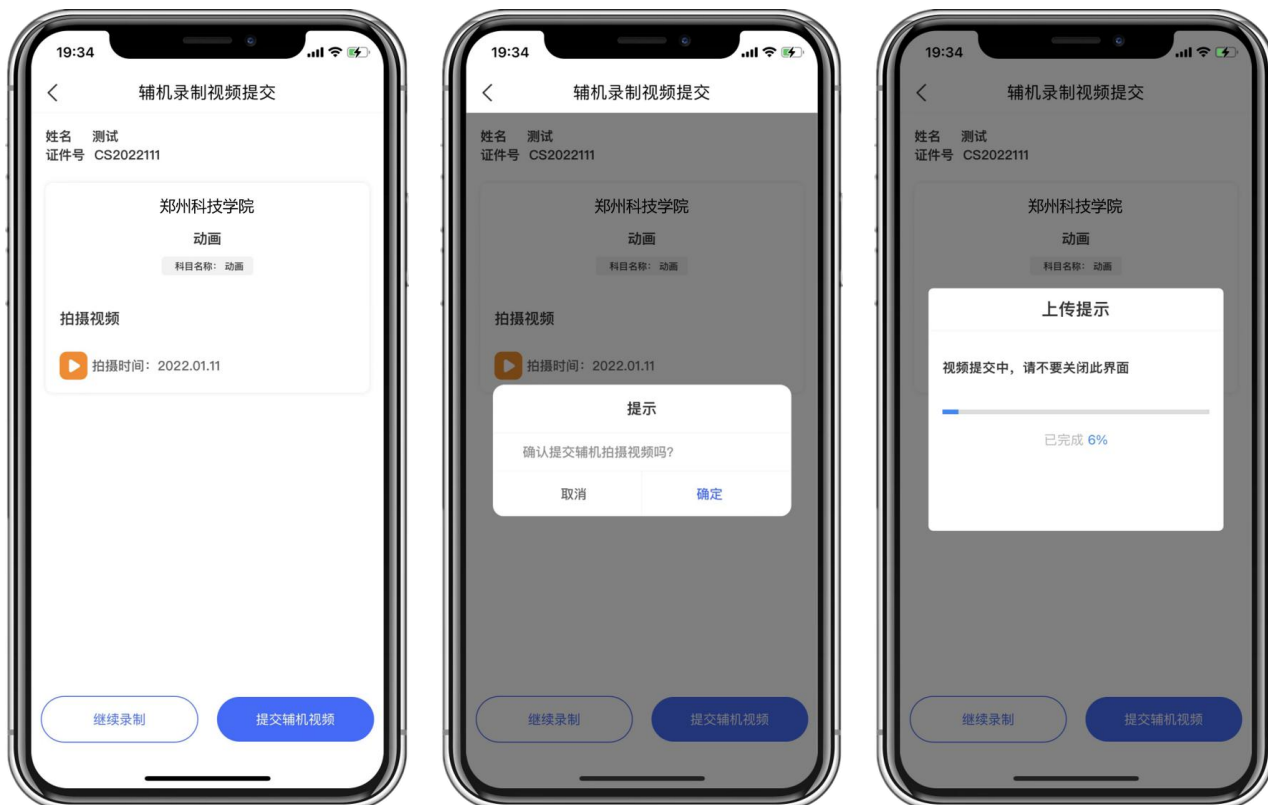 19:34
辅机录制视频提交
姓名 测试
证件号 CS2022111
郑州科技学院
动画
科目名称: 动画
拍摄视频
拍摄时间: 2022.01.11
继续录制
提交辅机视频
19:34
辅机录制视频提交
姓名 测试
证件号 CS2022111
郑州科技学院
动画
科目名称: 动画
拍摄视频
拍摄时间: 2022.01.11
提示
确认提交辅机拍摄视频吗?
取消 确定
继续录制
提交辅机视频
19:34
辅机录制视频提交
姓名 测试
证件号 CS2022111
郑州科技学院
动画
科目名称: 动画
上传提示
视频提交中，请不要关闭此界面
已完成 6%
继续录制
提交辅机视频